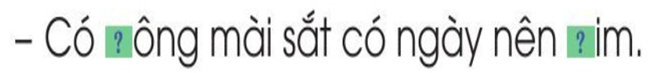 – Có ?ông mài sắt có ngày nên ?im.